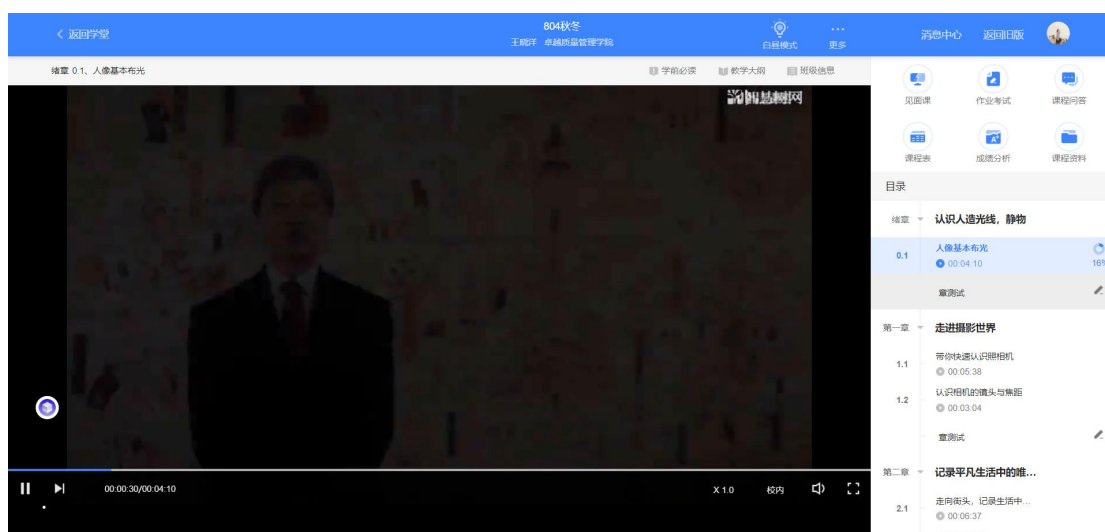 < 返回学堂
804秋冬
王晓洋 卓越质量管理学院
白昼模式
更多
消息中心
返回旧版
绪章 0.1、人像基本布光
学前必读
教学大纲
班级信息
智慧树网
见面课
作业考试
课程问答
课程表
成绩分析
课程资料
目录
绪章 认识人造光线，静物
0.1 人像基本布光
00:04:10
16%
章测试
第一章 走进摄影世界
1.1 带你快速认识照相机
00:05:38
1.2 认识相机的镜头与焦距
00:03:04
章测试
第二章 记录平凡生活中的唯...
2.1 走向街头，记录生活中...
00:06:37
00:00:30/00:04:10
X 1.0
校内